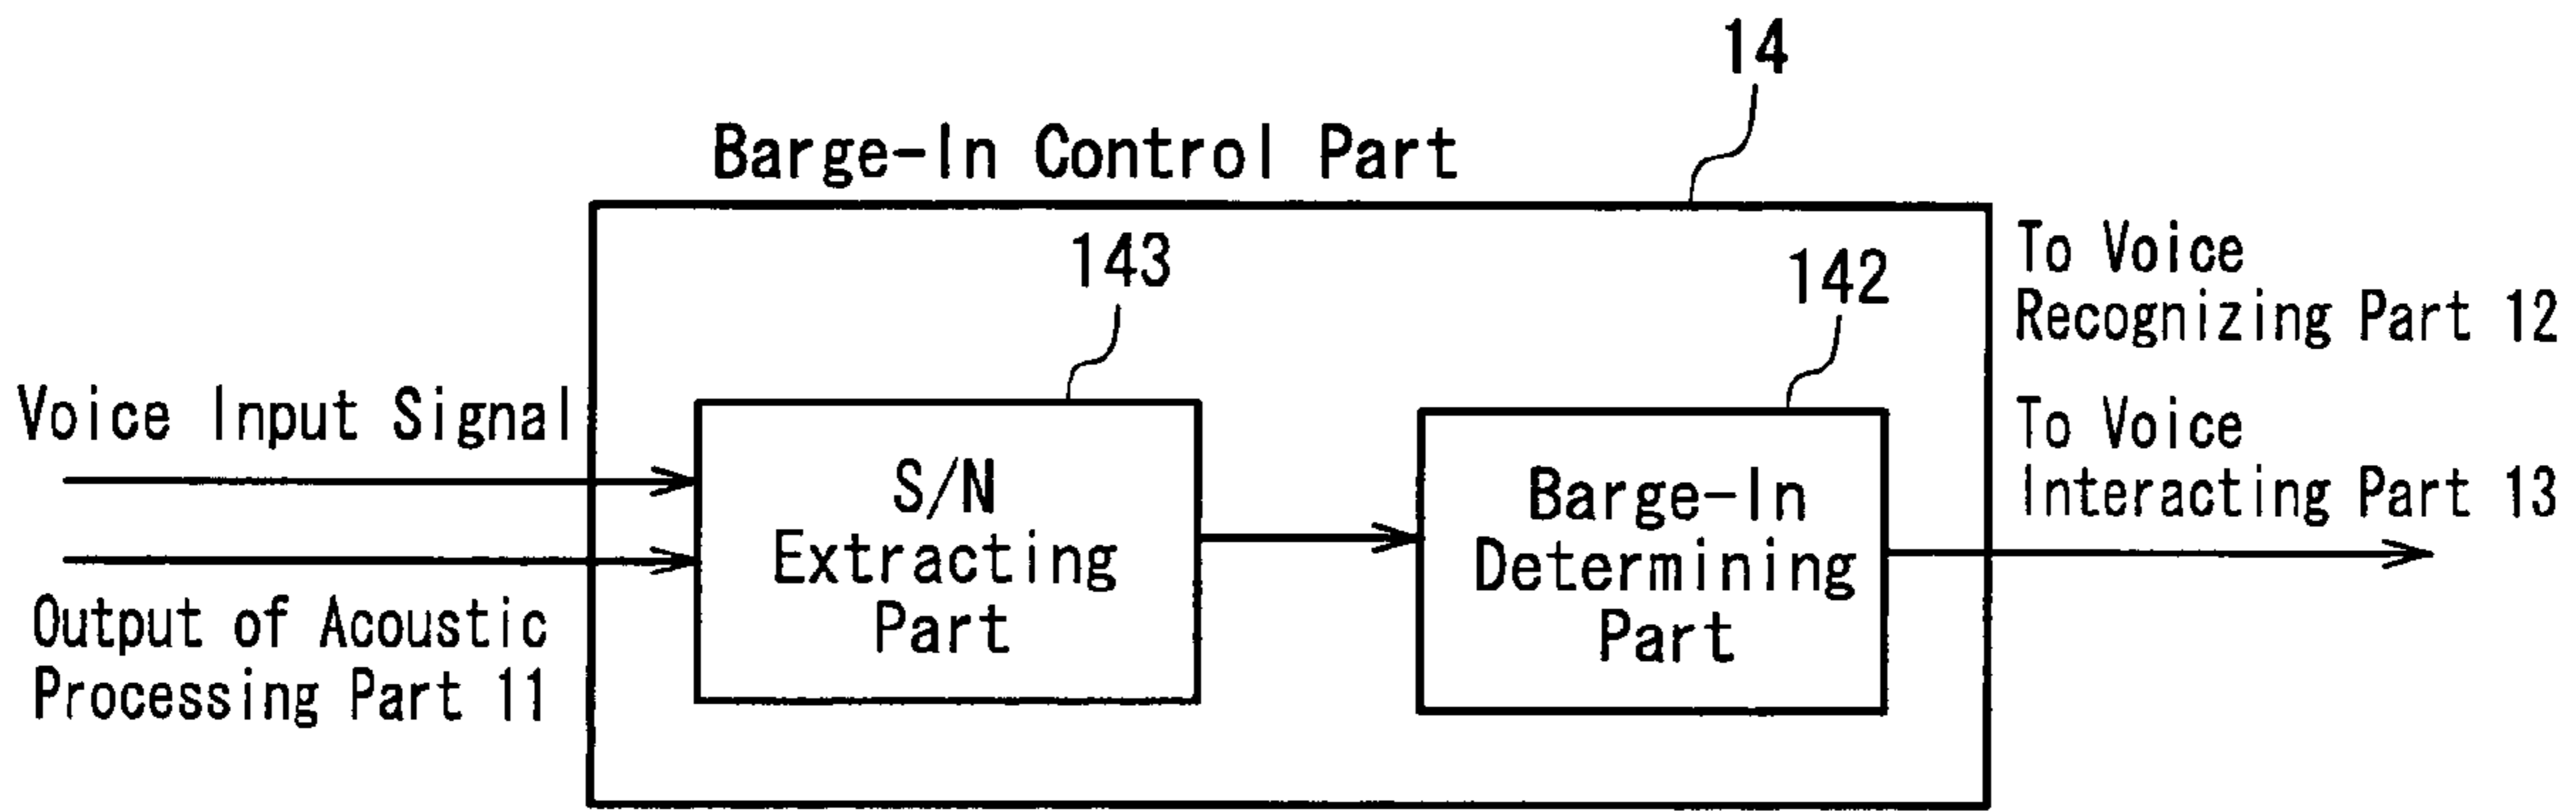 14
Barge-In Control Part
143
142
To Voice
Recognizing Part 12
Voice Input Signal
To Voice
Interacting Part 13
S/N
Extracting
Part
Barge-In
Determining
Part
Output of Acoustic
Processing Part 11